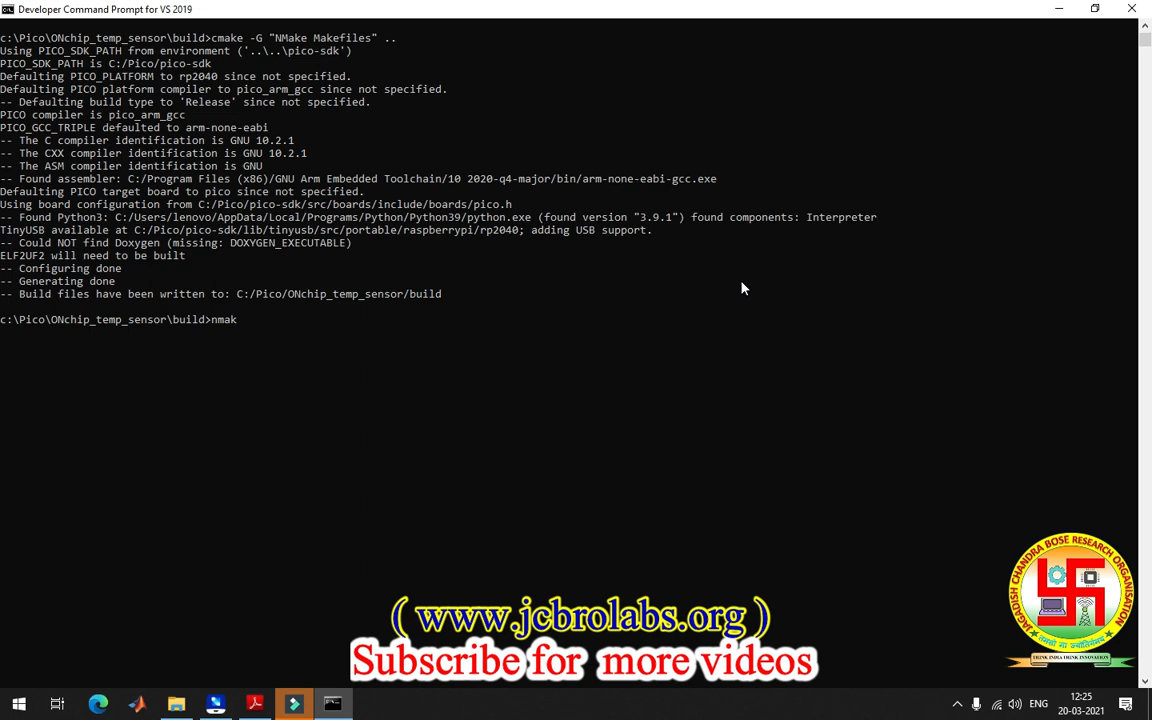 Developer Command Prompt for VS 2019
c:\Pico\ONchip_temp_sensor\build>cmake -G "NMake Makefiles" ..
Using PICO_SDK_PATH from environment ('..\..\pico-sdk')
PICO_SDK_PATH is C:/Pico/pico-sdk
Defaulting PICO_PLATFORM to rp2040 since not specified.
Defaulting PICO platform compiler to pico_arm_gcc since not specified.
-- Defaulting build type to 'Release' since not specified.
PICO compiler is pico_arm_gcc
PICO_GCC_TRIPLE defaulted to arm-none-eabi
-- The C compiler identification is GNU 10.2.1
-- The CXX compiler identification is GNU 10.2.1
-- The ASM compiler identification is GNU
-- Found assembler: C:/Program Files (x86)/GNU Arm Embedded Toolchain/10 2020-q4-major/bin/arm-none-eabi-gcc.exe
Defaulting PICO target board to pico since not specified.
Using board configuration from C:/Pico/pico-sdk/src/boards/include/boards/pico.h
-- Found Python3: C:/Users/lenovo/AppData/Local/Programs/Python/Python39/python.exe (found version "3.9.1") found components: Interpreter
TinyUSB available at C:/Pico/pico-sdk/lib/tinyusb/src/portable/raspberrypi/rp2040; adding USB support.
-- Could NOT find Doxygen (missing: DOXYGEN_EXECUTABLE)
ELF2UF2 will need to be built
-- Configuring done
-- Generating done
-- Build files have been written to: C:/Pico/ONchip_temp_sensor/build
c:\Pico\ONchip_temp_sensor\build>nmak
JAGADISH CHANDRA BOSE RESEARCH ORGANISATION
THINK INDIA THINK INNOVATION
( www.jcbrolabs.org )
Subscribe for more videos
ENG
12:25
20-03-2021